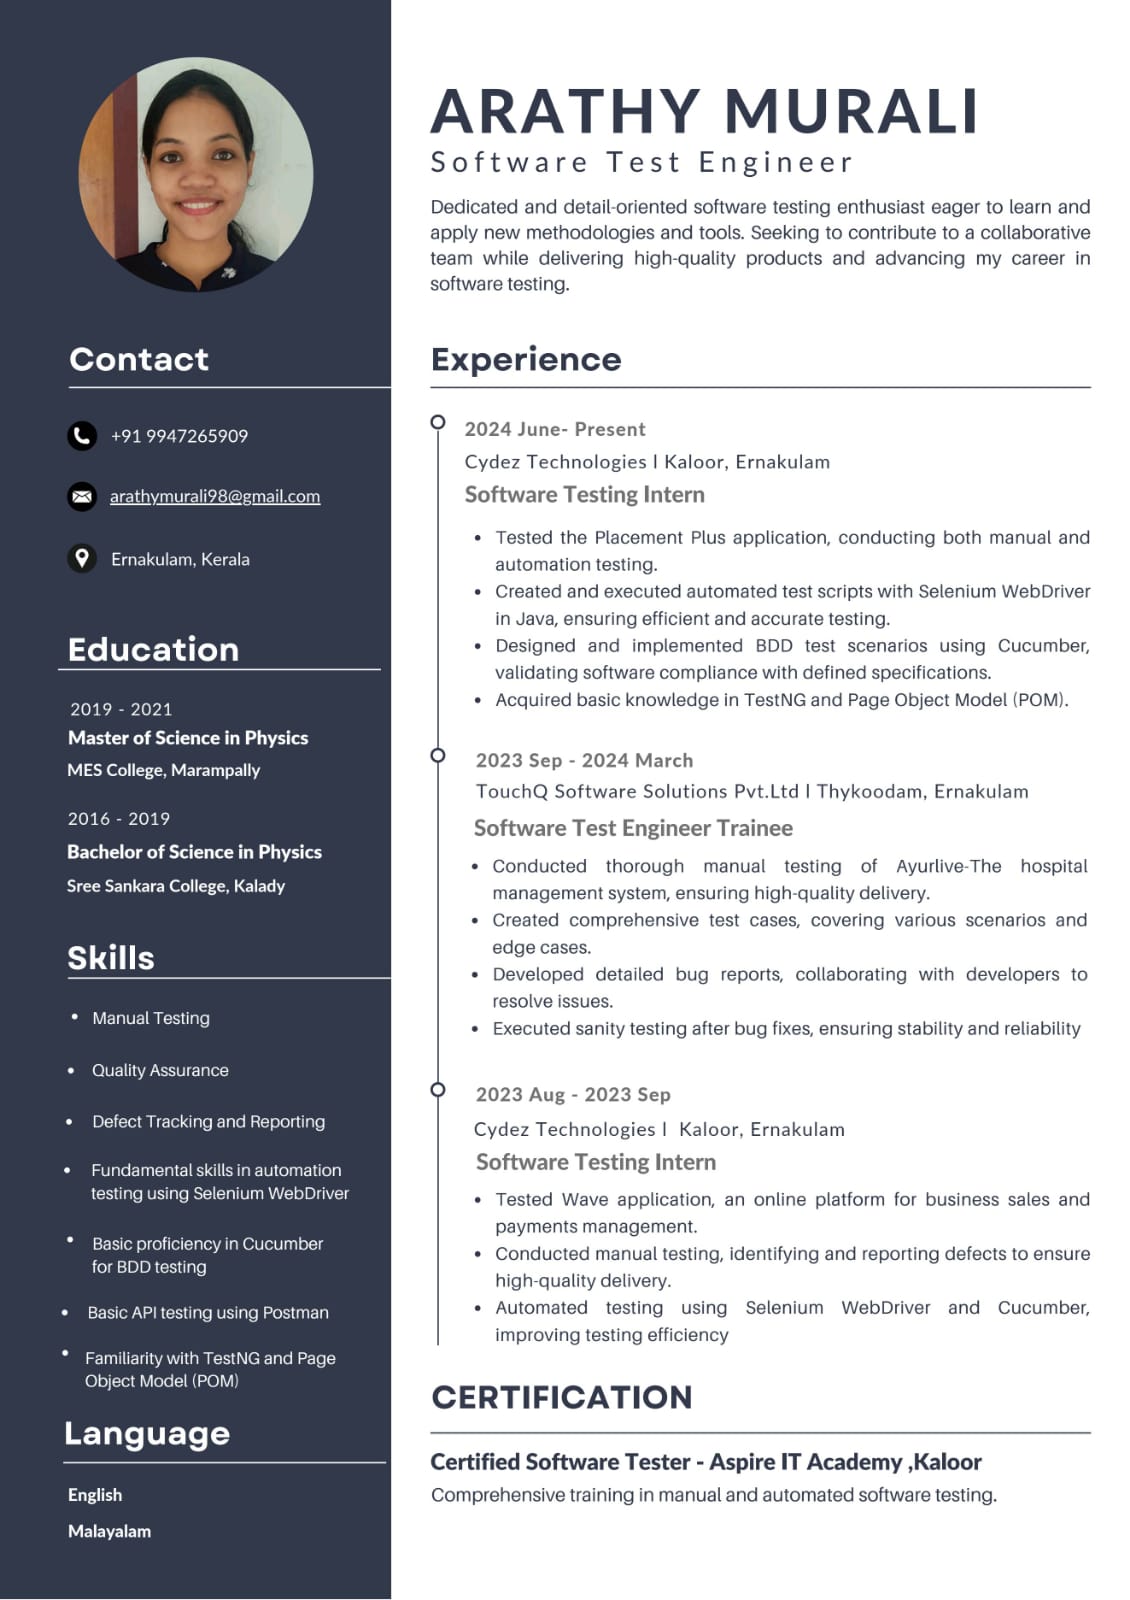 ARATHY MURALI
Software Test Engineer
Dedicated and detail-oriented software testing enthusiast eager to learn and
apply new methodologies and tools. Seeking to contribute to a collaborative
team while delivering high-quality products and advancing my career in
software testing.
Contact
+91 9947265909
arathymurali98@gmail.com
Ernakulam, Kerala
Education
2019 - 2021
Master of Science in Physics
MES College, Marampally
2016 - 2019
Bachelor of Science in Physics
Sree Sankara College, Kalady
Skills
• Manual Testing
• Quality Assurance
• Defect Tracking and Reporting
• Fundamental skills in automation
testing using Selenium WebDriver
• Basic proficiency in Cucumber
for BDD testing
• Basic API testing using Postman
• Familiarity with TestNG and Page
Object Model (POM)
Language
English
Malayalam
Experience
2024 June- Present
Cydez Technologies l Kaloor, Ernakulam
Software Testing Intern
• Tested the Placement Plus application, conducting both manual and
automation testing.
• Created and executed automated test scripts with Selenium WebDriver
in Java, ensuring efficient and accurate testing.
• Designed and implemented BDD test scenarios using Cucumber,
validating software compliance with defined specifications.
• Acquired basic knowledge in TestNG and Page Object Model (POM).
2023 Sep - 2024 March
TouchQ Software Solutions Pvt.Ltd l Thykoodam, Ernakulam
Software Test Engineer Trainee
• Conducted thorough manual testing of Ayurlive-The hospital
management system, ensuring high-quality delivery.
• Created comprehensive test cases, covering various scenarios and
edge cases.
• Developed detailed bug reports, collaborating with developers to
resolve issues.
• Executed sanity testing after bug fixes, ensuring stability and reliability
2023 Aug - 2023 Sep
Cydez Technologies l Kaloor, Ernakulam
Software Testing Intern
• Tested Wave application, an online platform for business sales and
payments management.
• Conducted manual testing, identifying and reporting defects to ensure
high-quality delivery.
• Automated testing using Selenium WebDriver and Cucumber,
improving testing efficiency
CERTIFICATION
Certified Software Tester - Aspire IT Academy ,Kaloor
Comprehensive training in manual and automated software testing.